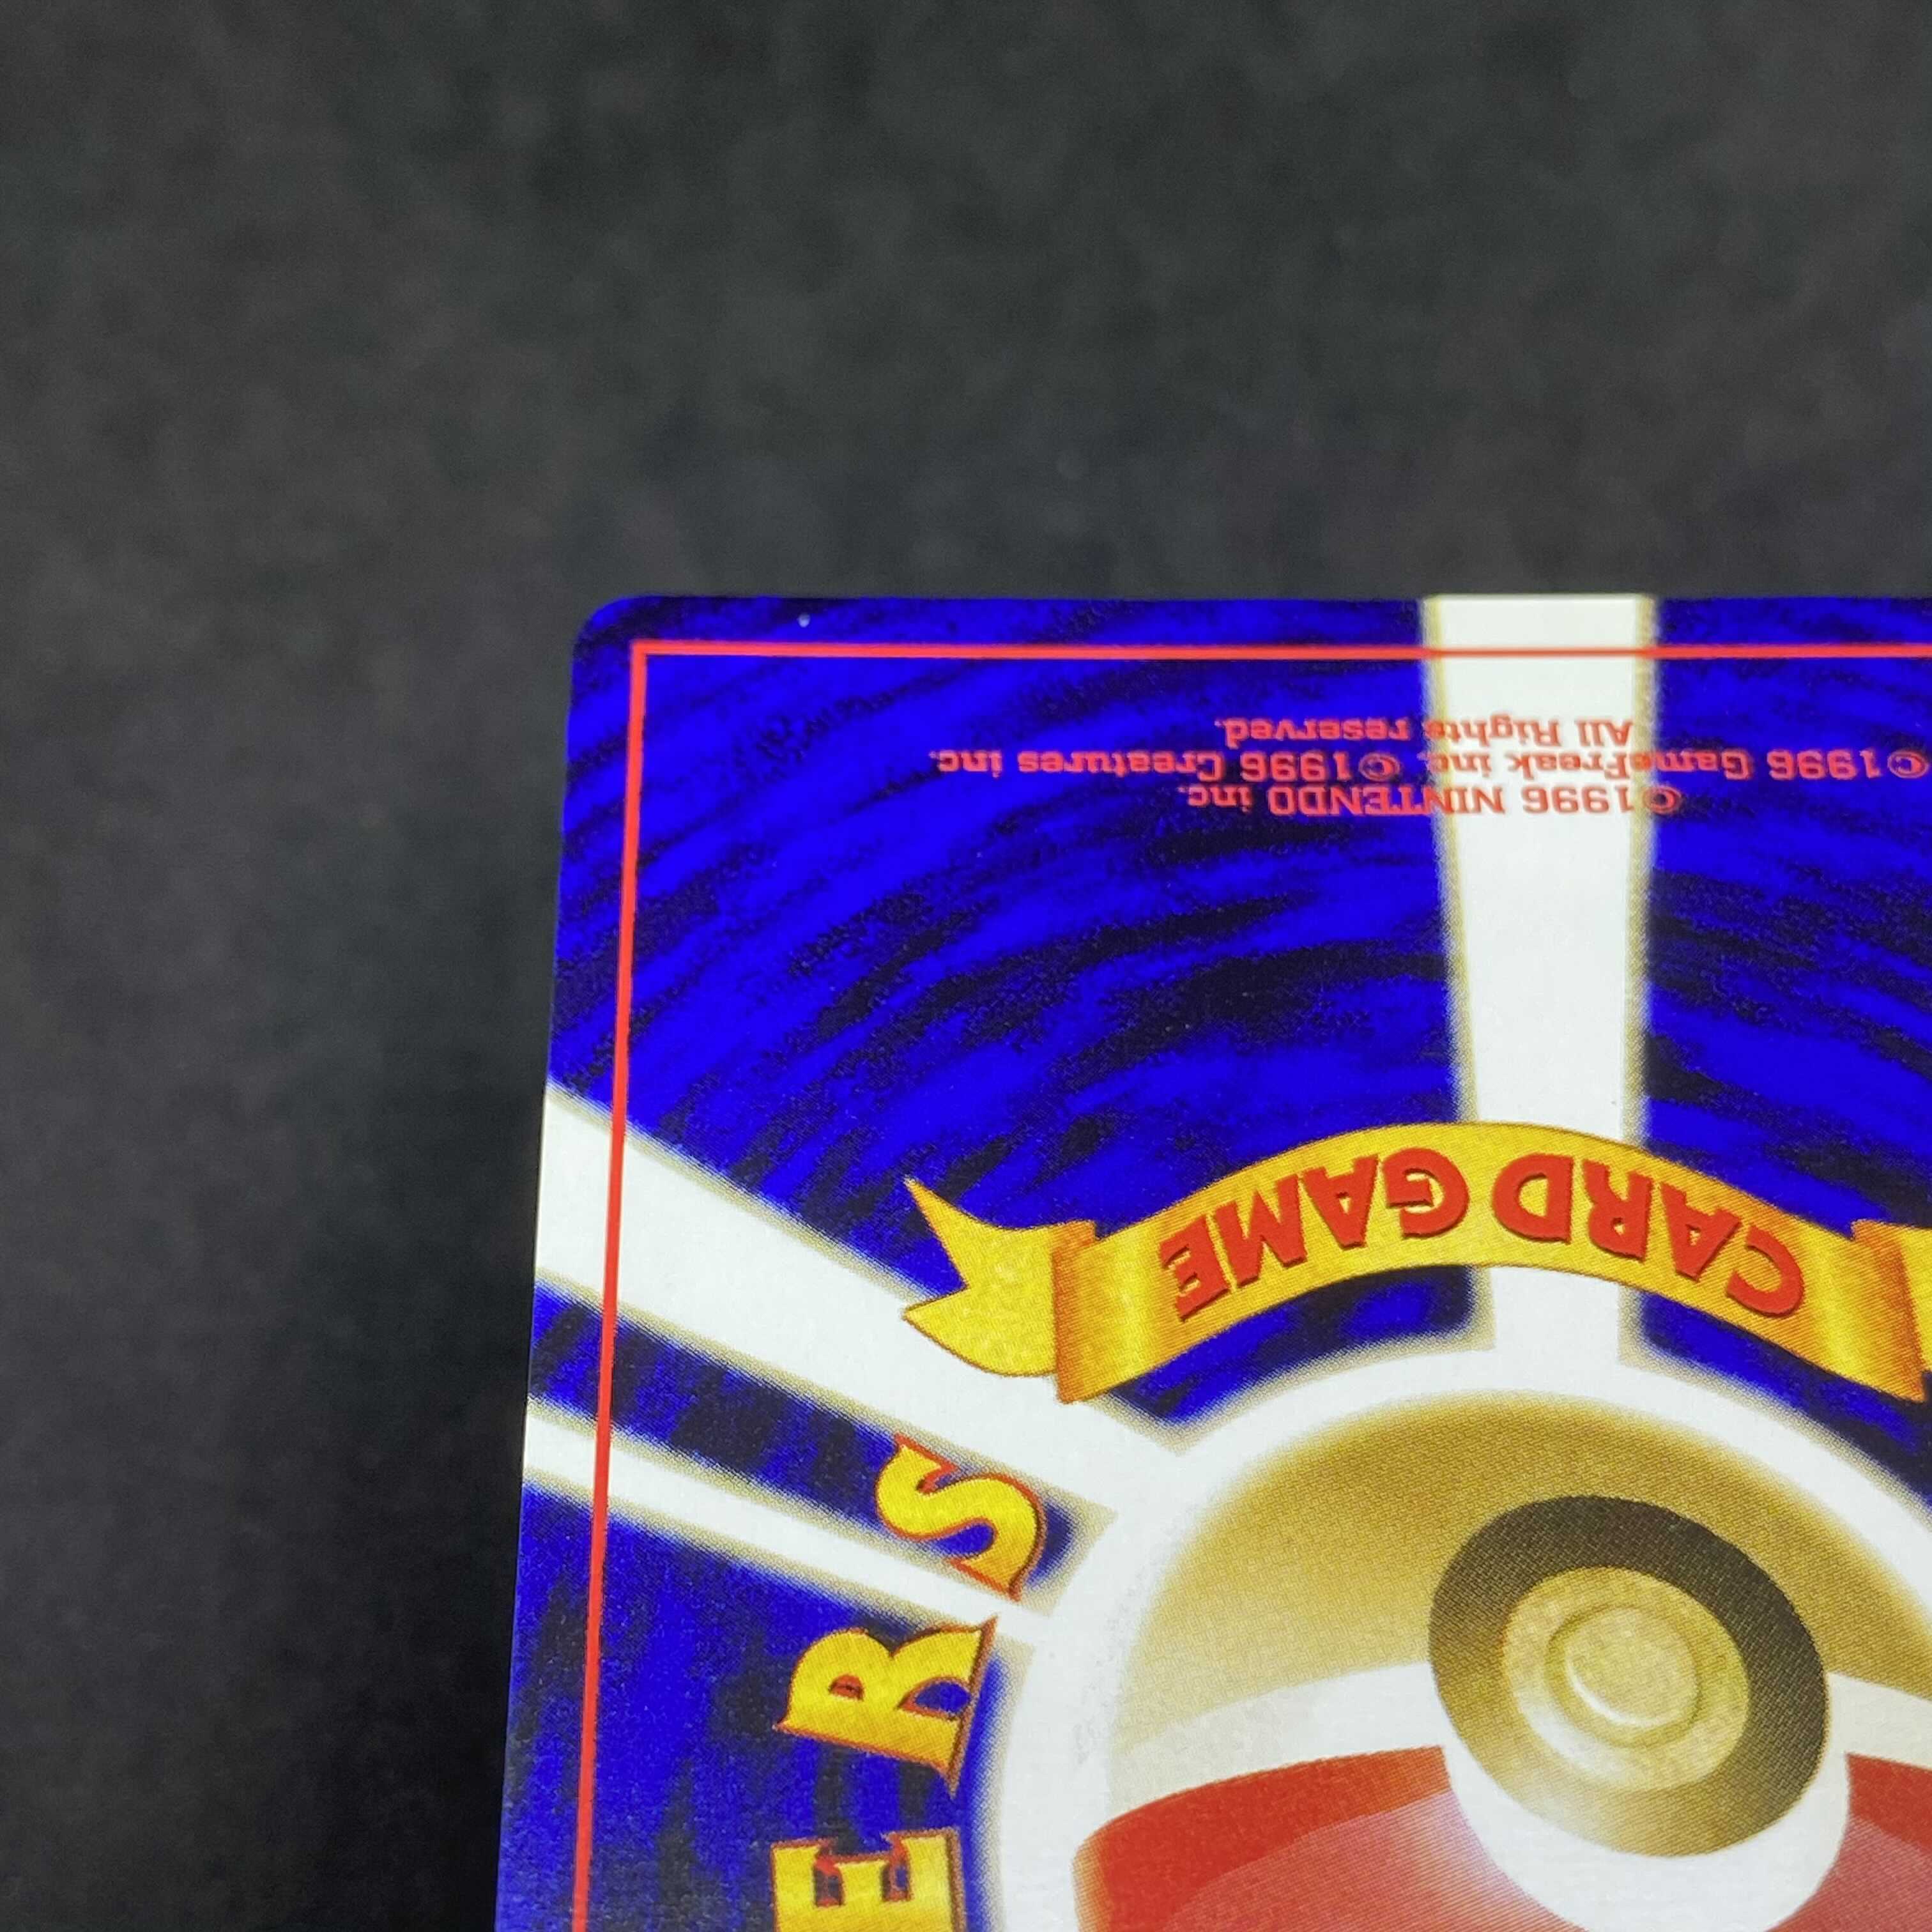 CARD GAME
©1996 NINTENDO inc.
©1996 GameFreak inc. ©1996 Creatures inc.
All Rights reserved.
ERS